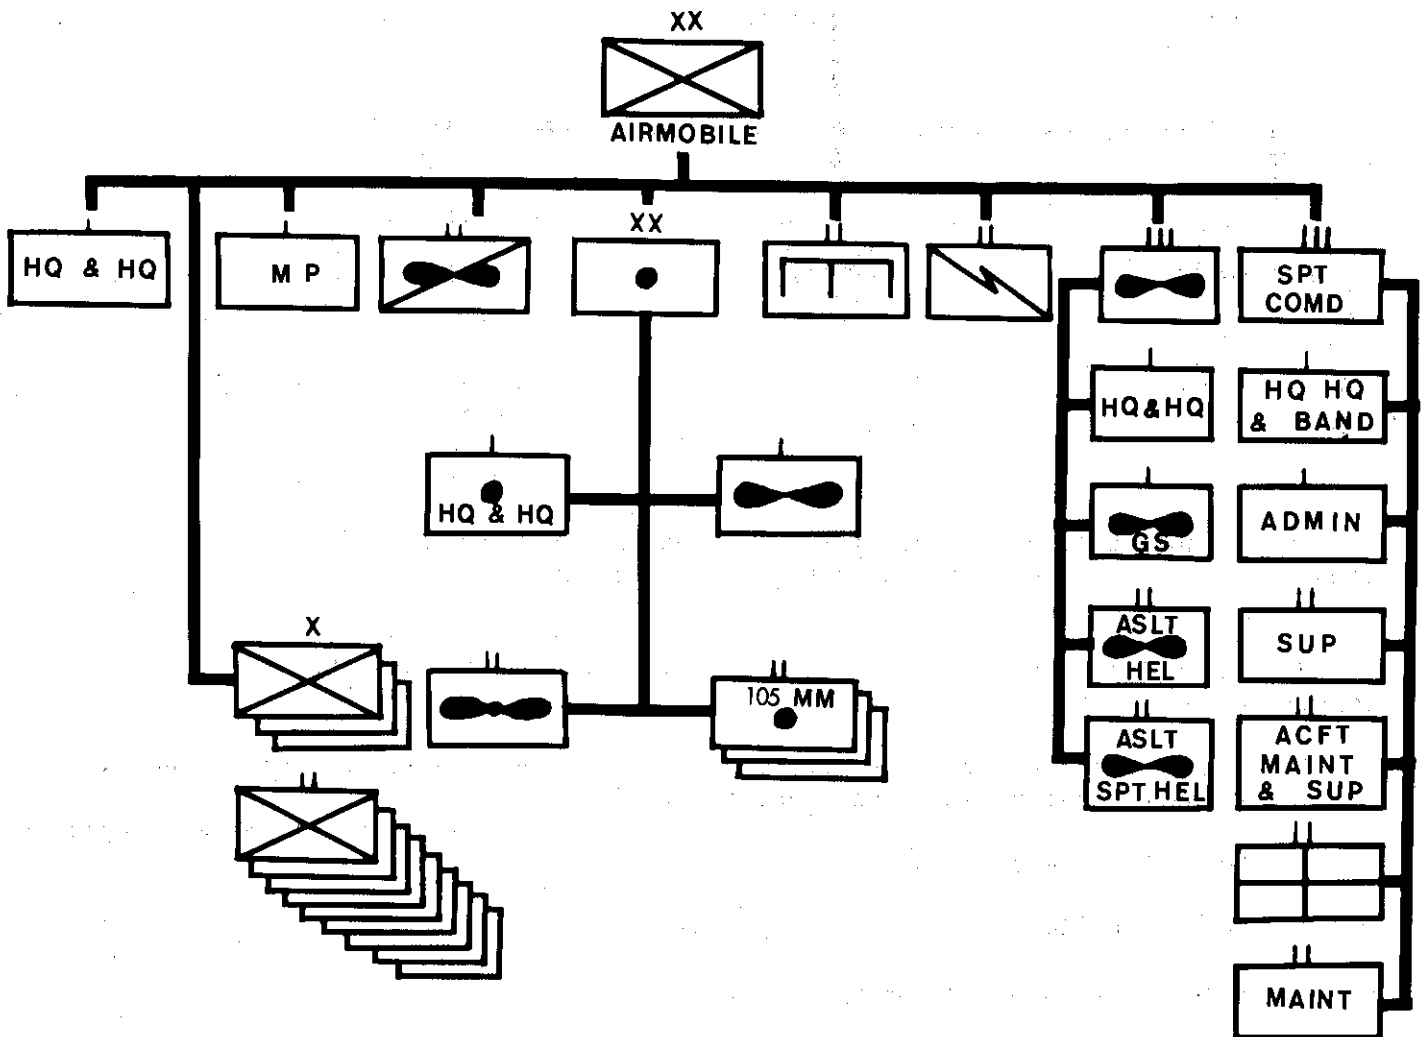 XX
AIRMOBILE
HQ & HQ
MP
XX
SPT
COMD
HQ & HQ
HQ HQ
& BAND
HQ & HQ
GS
ADMIN
X
ASLT
HEL
SUP
105 MM
ASLT
SPT HEL
ACFT
MAINT
& SUP
MAINT